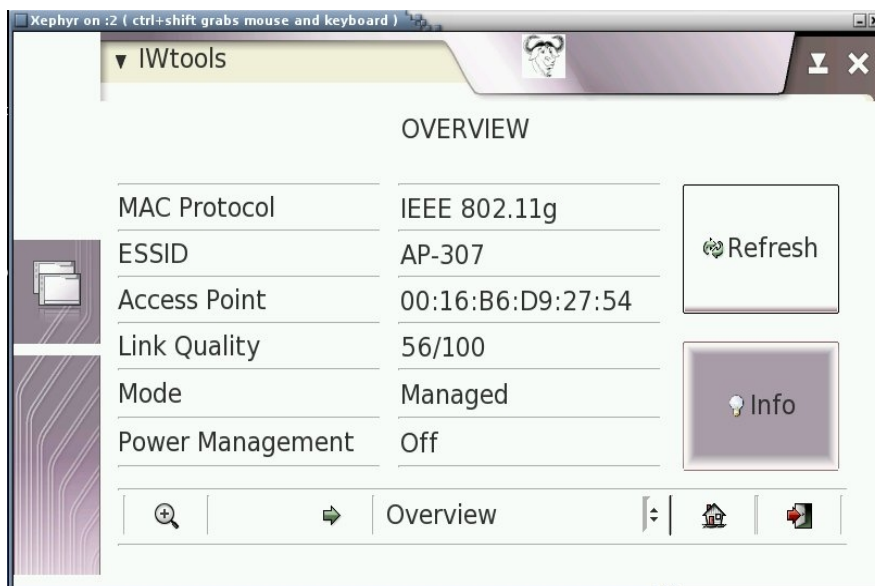 Xephyr on :2 ( ctrl+shift grabs mouse and keyboard )
IWtools
OVERVIEW
MAC Protocol IEEE 802.11g
ESSID AP-307
Access Point 00:16:B6:D9:27:54
Link Quality 56/100
Mode Managed
Power Management Off
Refresh
Info
Overview